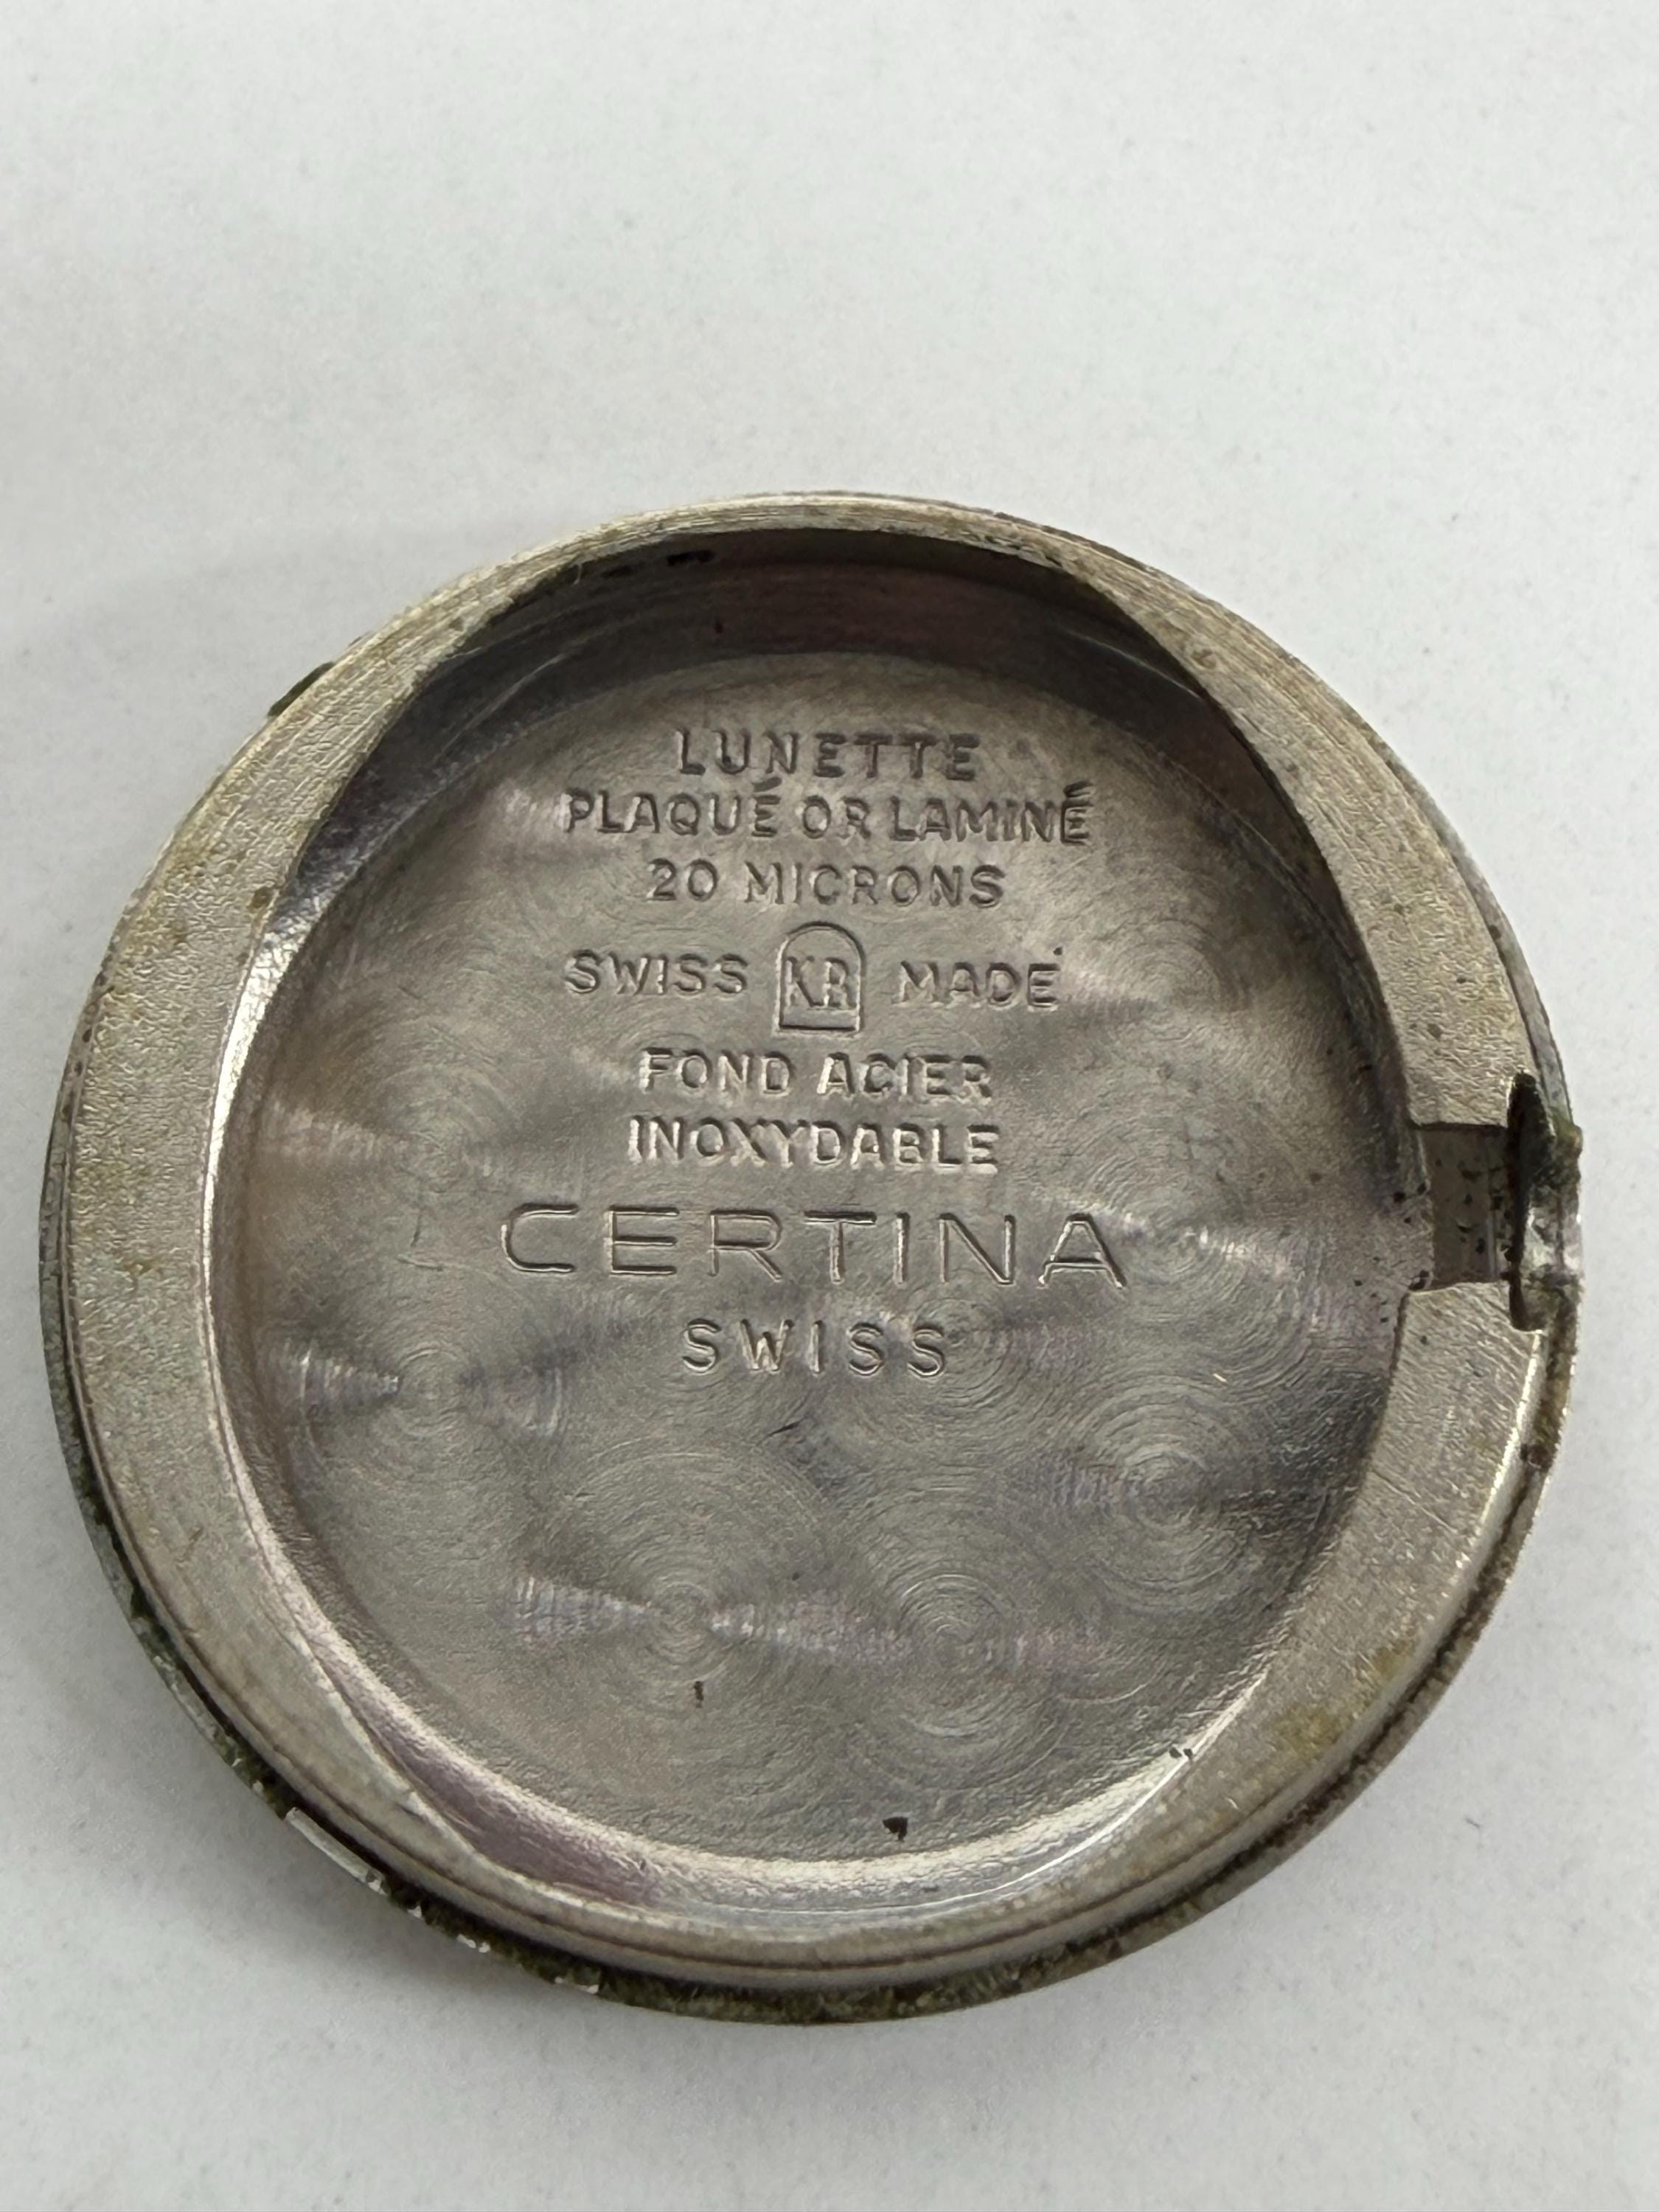 LUNETTE
PLAQUÉ OR LAMINÉ
20 MICRONS
SWISS KR MADE
FOND ACIER
INOXYDABLE
CERTINA
SWISS